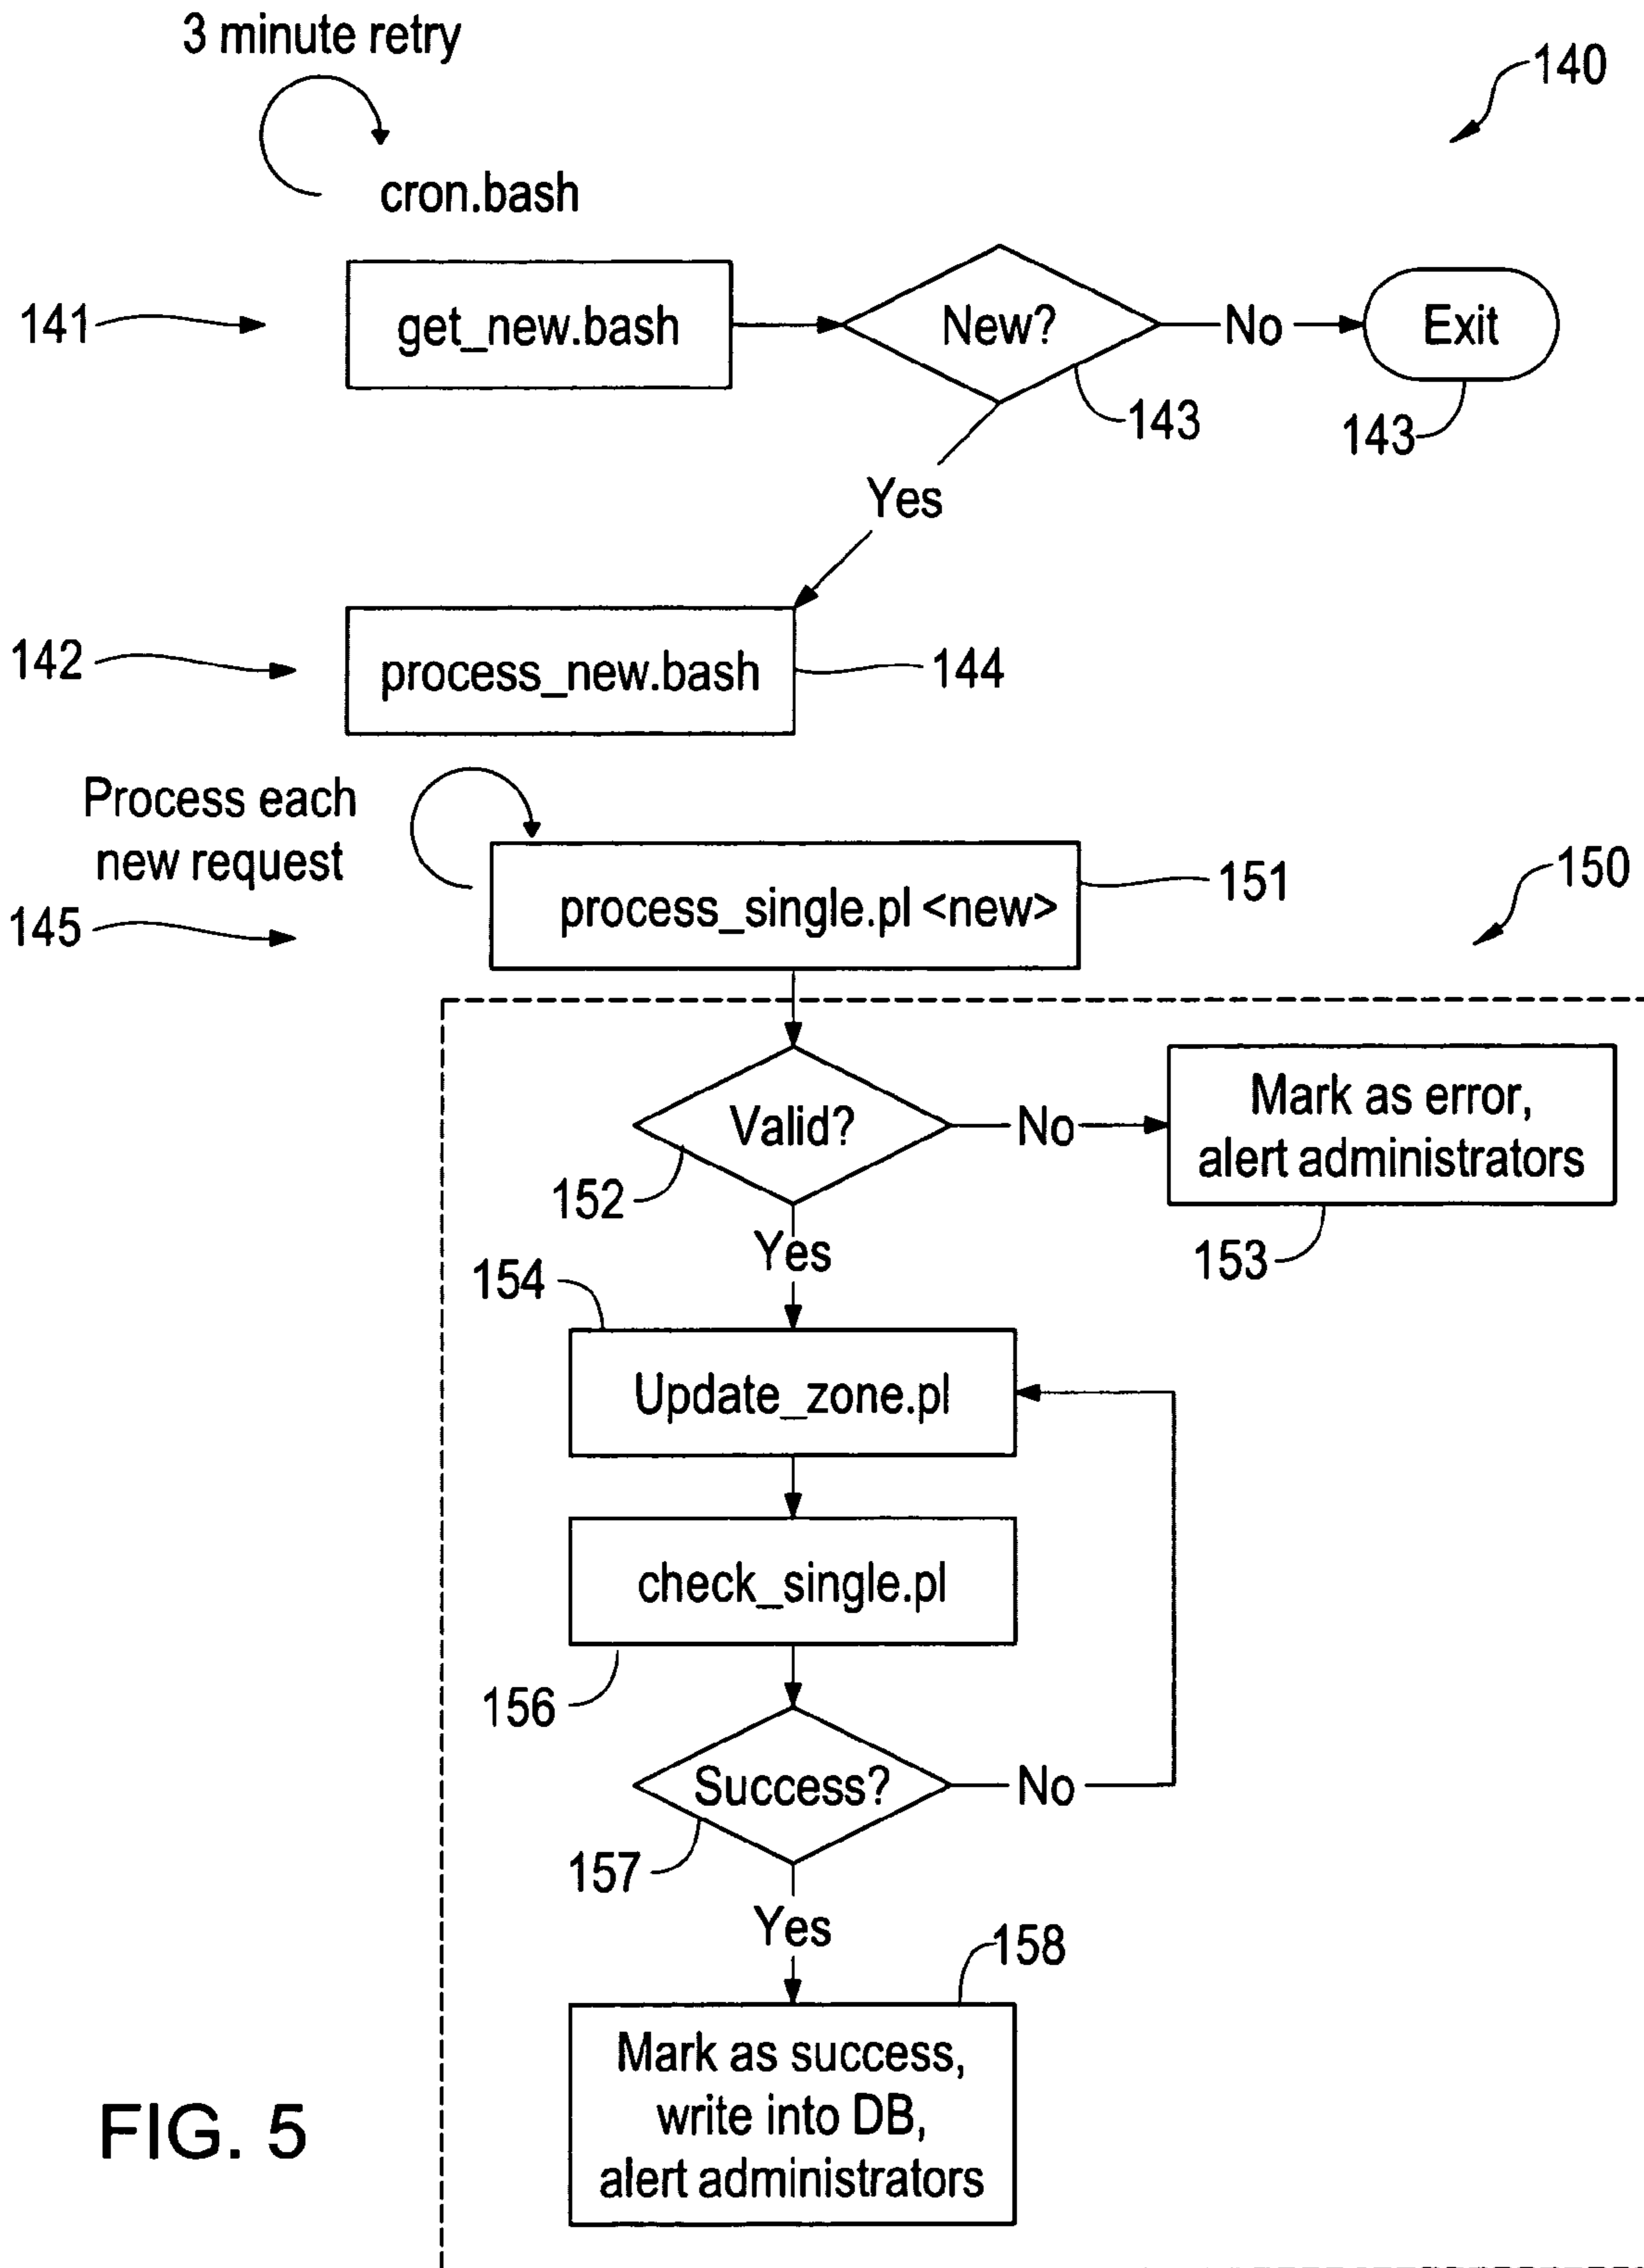 3 minute retry
140
cron.bash
141
get_new.bash
New?
No
Exit
143
143
Yes
142
process_new.bash
144
Process each
new request
145
process_single.pl <new>
151
150
Valid?
No
Mark as error,
alert administrators
152
153
Yes
154
Update_zone.pl
check_single.pl
156
Success?
No
157
Yes
158
Mark as success,
write into DB,
alert administrators
FIG. 5